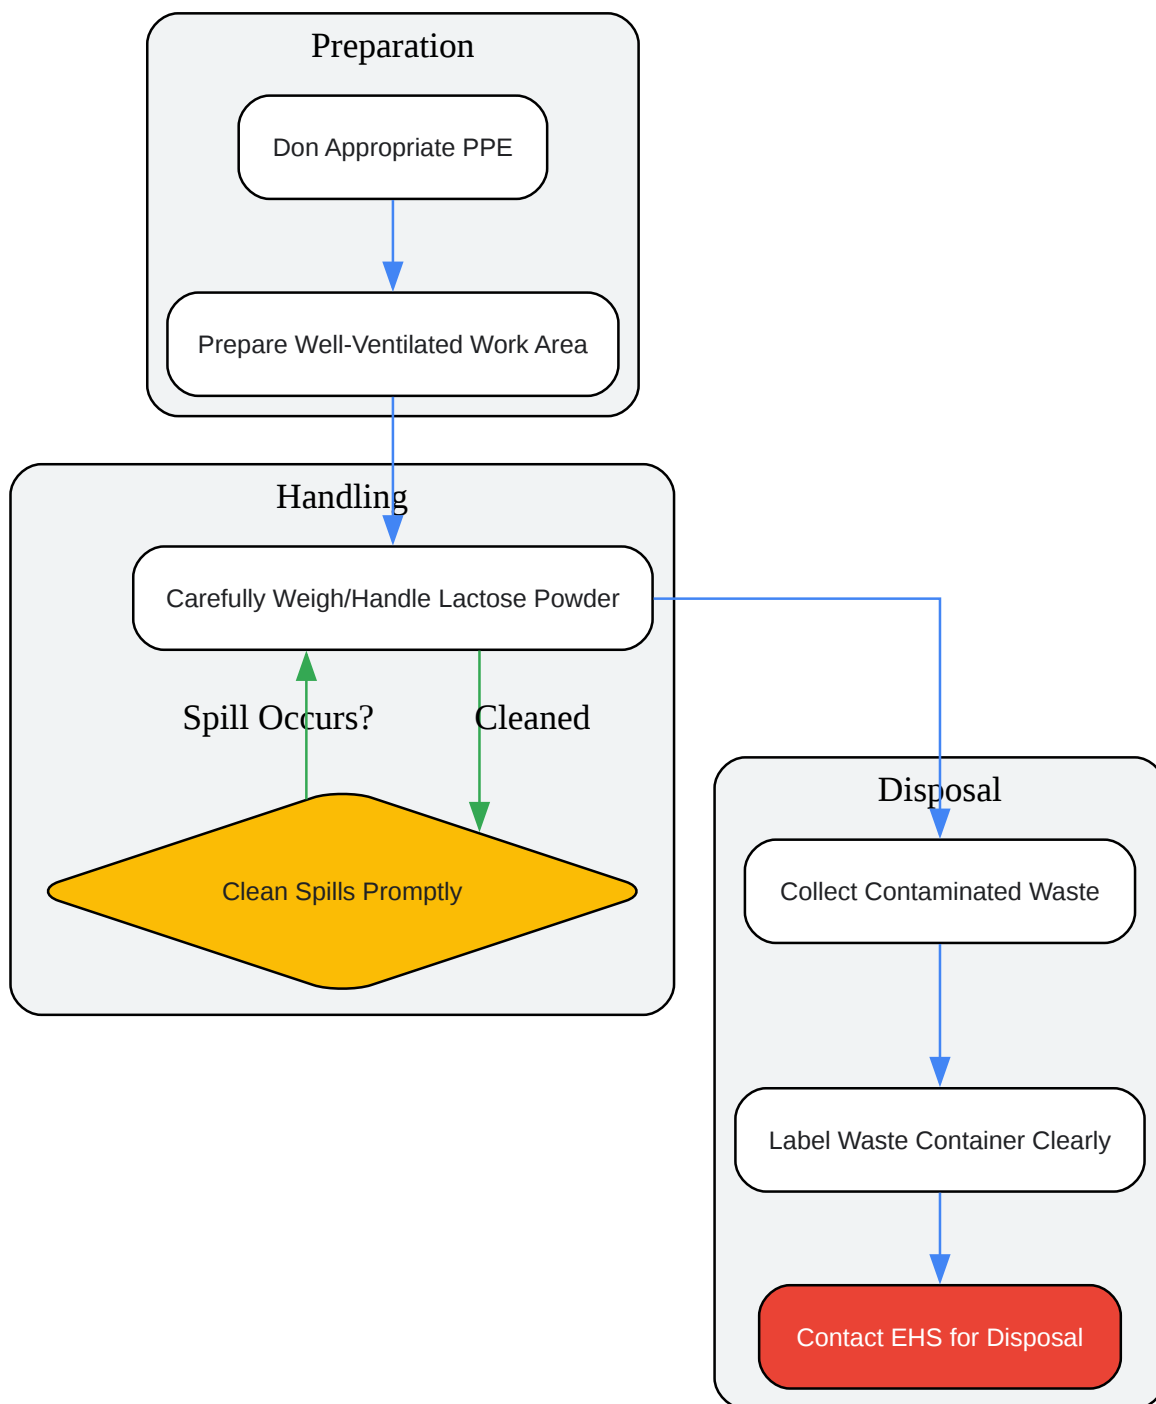 Preparation
Don Appropriate PPE
Prepare Well-Ventilated Work Area
Handling
Carefully Weigh/Handle Lactose Powder
Spill Occurs?
Cleaned
Clean Spills Promptly
Disposal
Collect Contaminated Waste
Label Waste Container Clearly
Contact EHS for Disposal